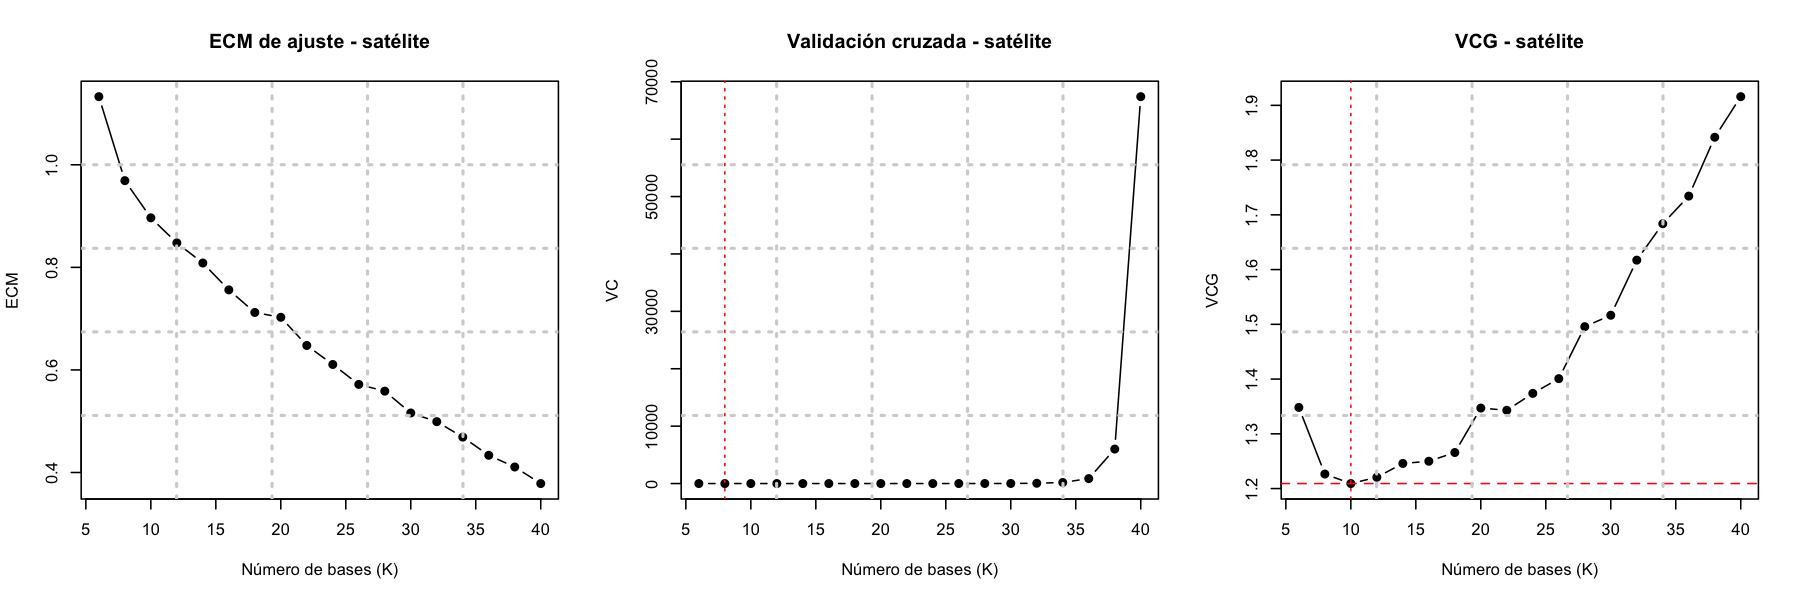 ECM de ajuste - satélite
ECM
0.4 0.6 0.8 1.0
5 10 15 20 25 30 35 40
Número de bases (K)
Validación cruzada - satélite
VC
0 10000 30000 50000 70000
5 10 15 20 25 30 35 40
Número de bases (K)
VCG - satélite
VCG
1.2 1.3 1.4 1.5 1.6 1.7 1.8 1.9
5 10 15 20 25 30 35 40
Número de bases (K)